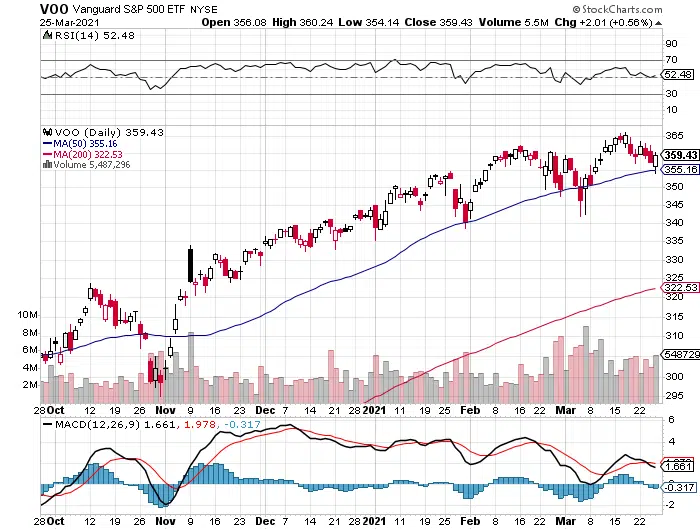 VOO Vanguard S&P 500 ETF NYSE © StockCharts.com
25-Mar-2021 Open 356.08 High 360.24 Low 354.14 Close 359.43 Volume 5.5M Chg +2.01 (+0.56%)
RSI(14) 52.48
90
70
52.48
30
10
VOO (Daily) 359.43
MA(50) 355.16
MA(200) 322.53
Volume 5,487,296
365
359.43
355.16
350
345
340
335
330
325
322.53
320
315
310
305
300
295
10M
8M
6M
4M
2M
548729
28 Oct 12 19 26 Nov 9 16 23 Dec 7 14 21 28 2021 11 19 25 Feb 8 16 22 Mar 8 15 22
MACD(12,26,9) 1.661, 1.978, -0.317
6
4
1.661
-0.317
-2
28 Oct 12 19 26 Nov 9 16 23 Dec 7 14 21 28 2021 11 19 25 Feb 8 16 22 Mar 8 15 22